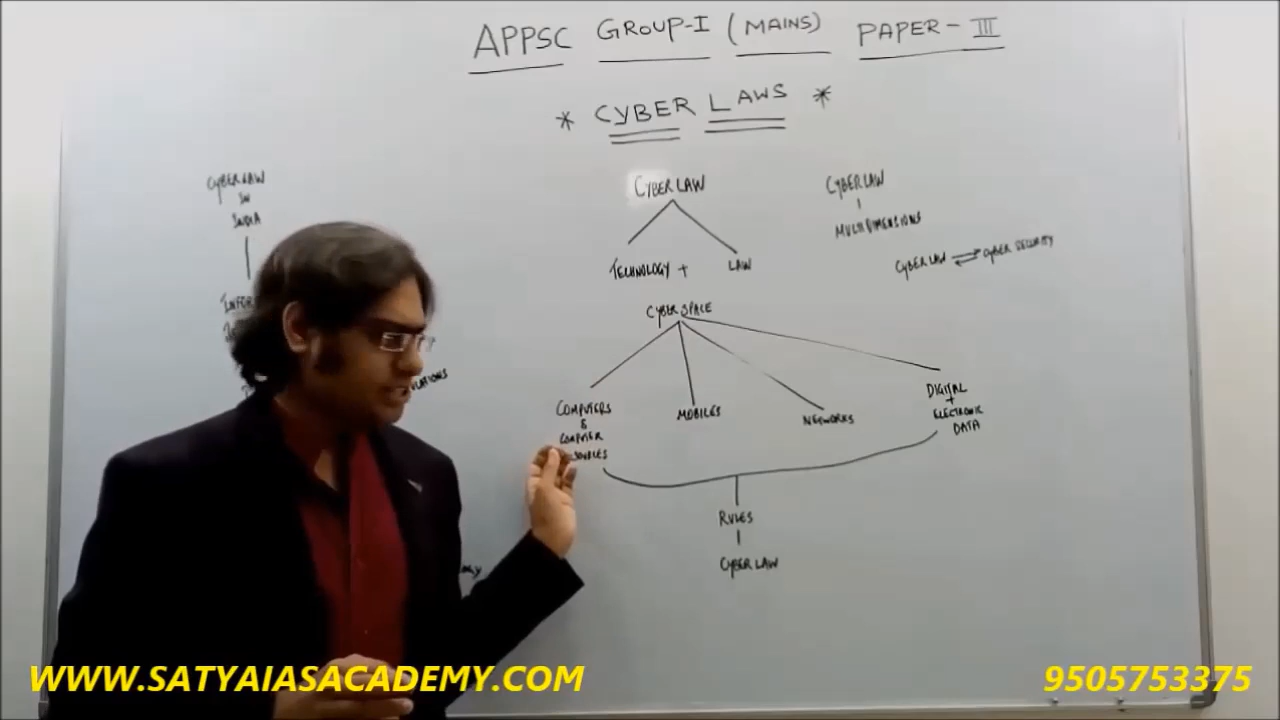 APPSC GROUP-I (MAINS) PAPER-III
* CYBER LAWS *
CYBER LAW
IN
INDIA
CYBER LAW
TECHNOLOGY + LAW
CYBER LAW
MULTIDIMENSIONS
CYBER LAW CYBER SECURITY
CYBER SPACE
COMPUTERS
&
COMPUTER
MOBILES
NETWORKS
DIGITAL
+
ELECTRONIC
DATA
RULES
CYBER LAW
WWW.SATYAIASACADEMY.COM
9505753375